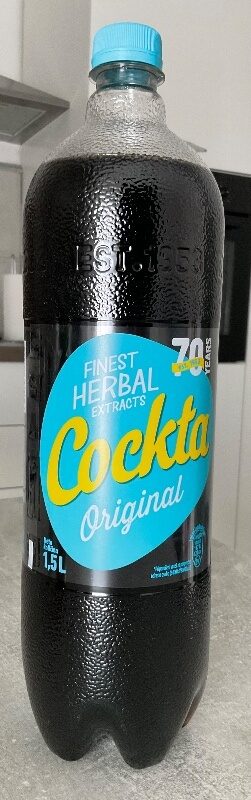 EST.1953
70
YEARS
FINEST
HERBAL
EXTRACTS
Cockta
Original
1,5L